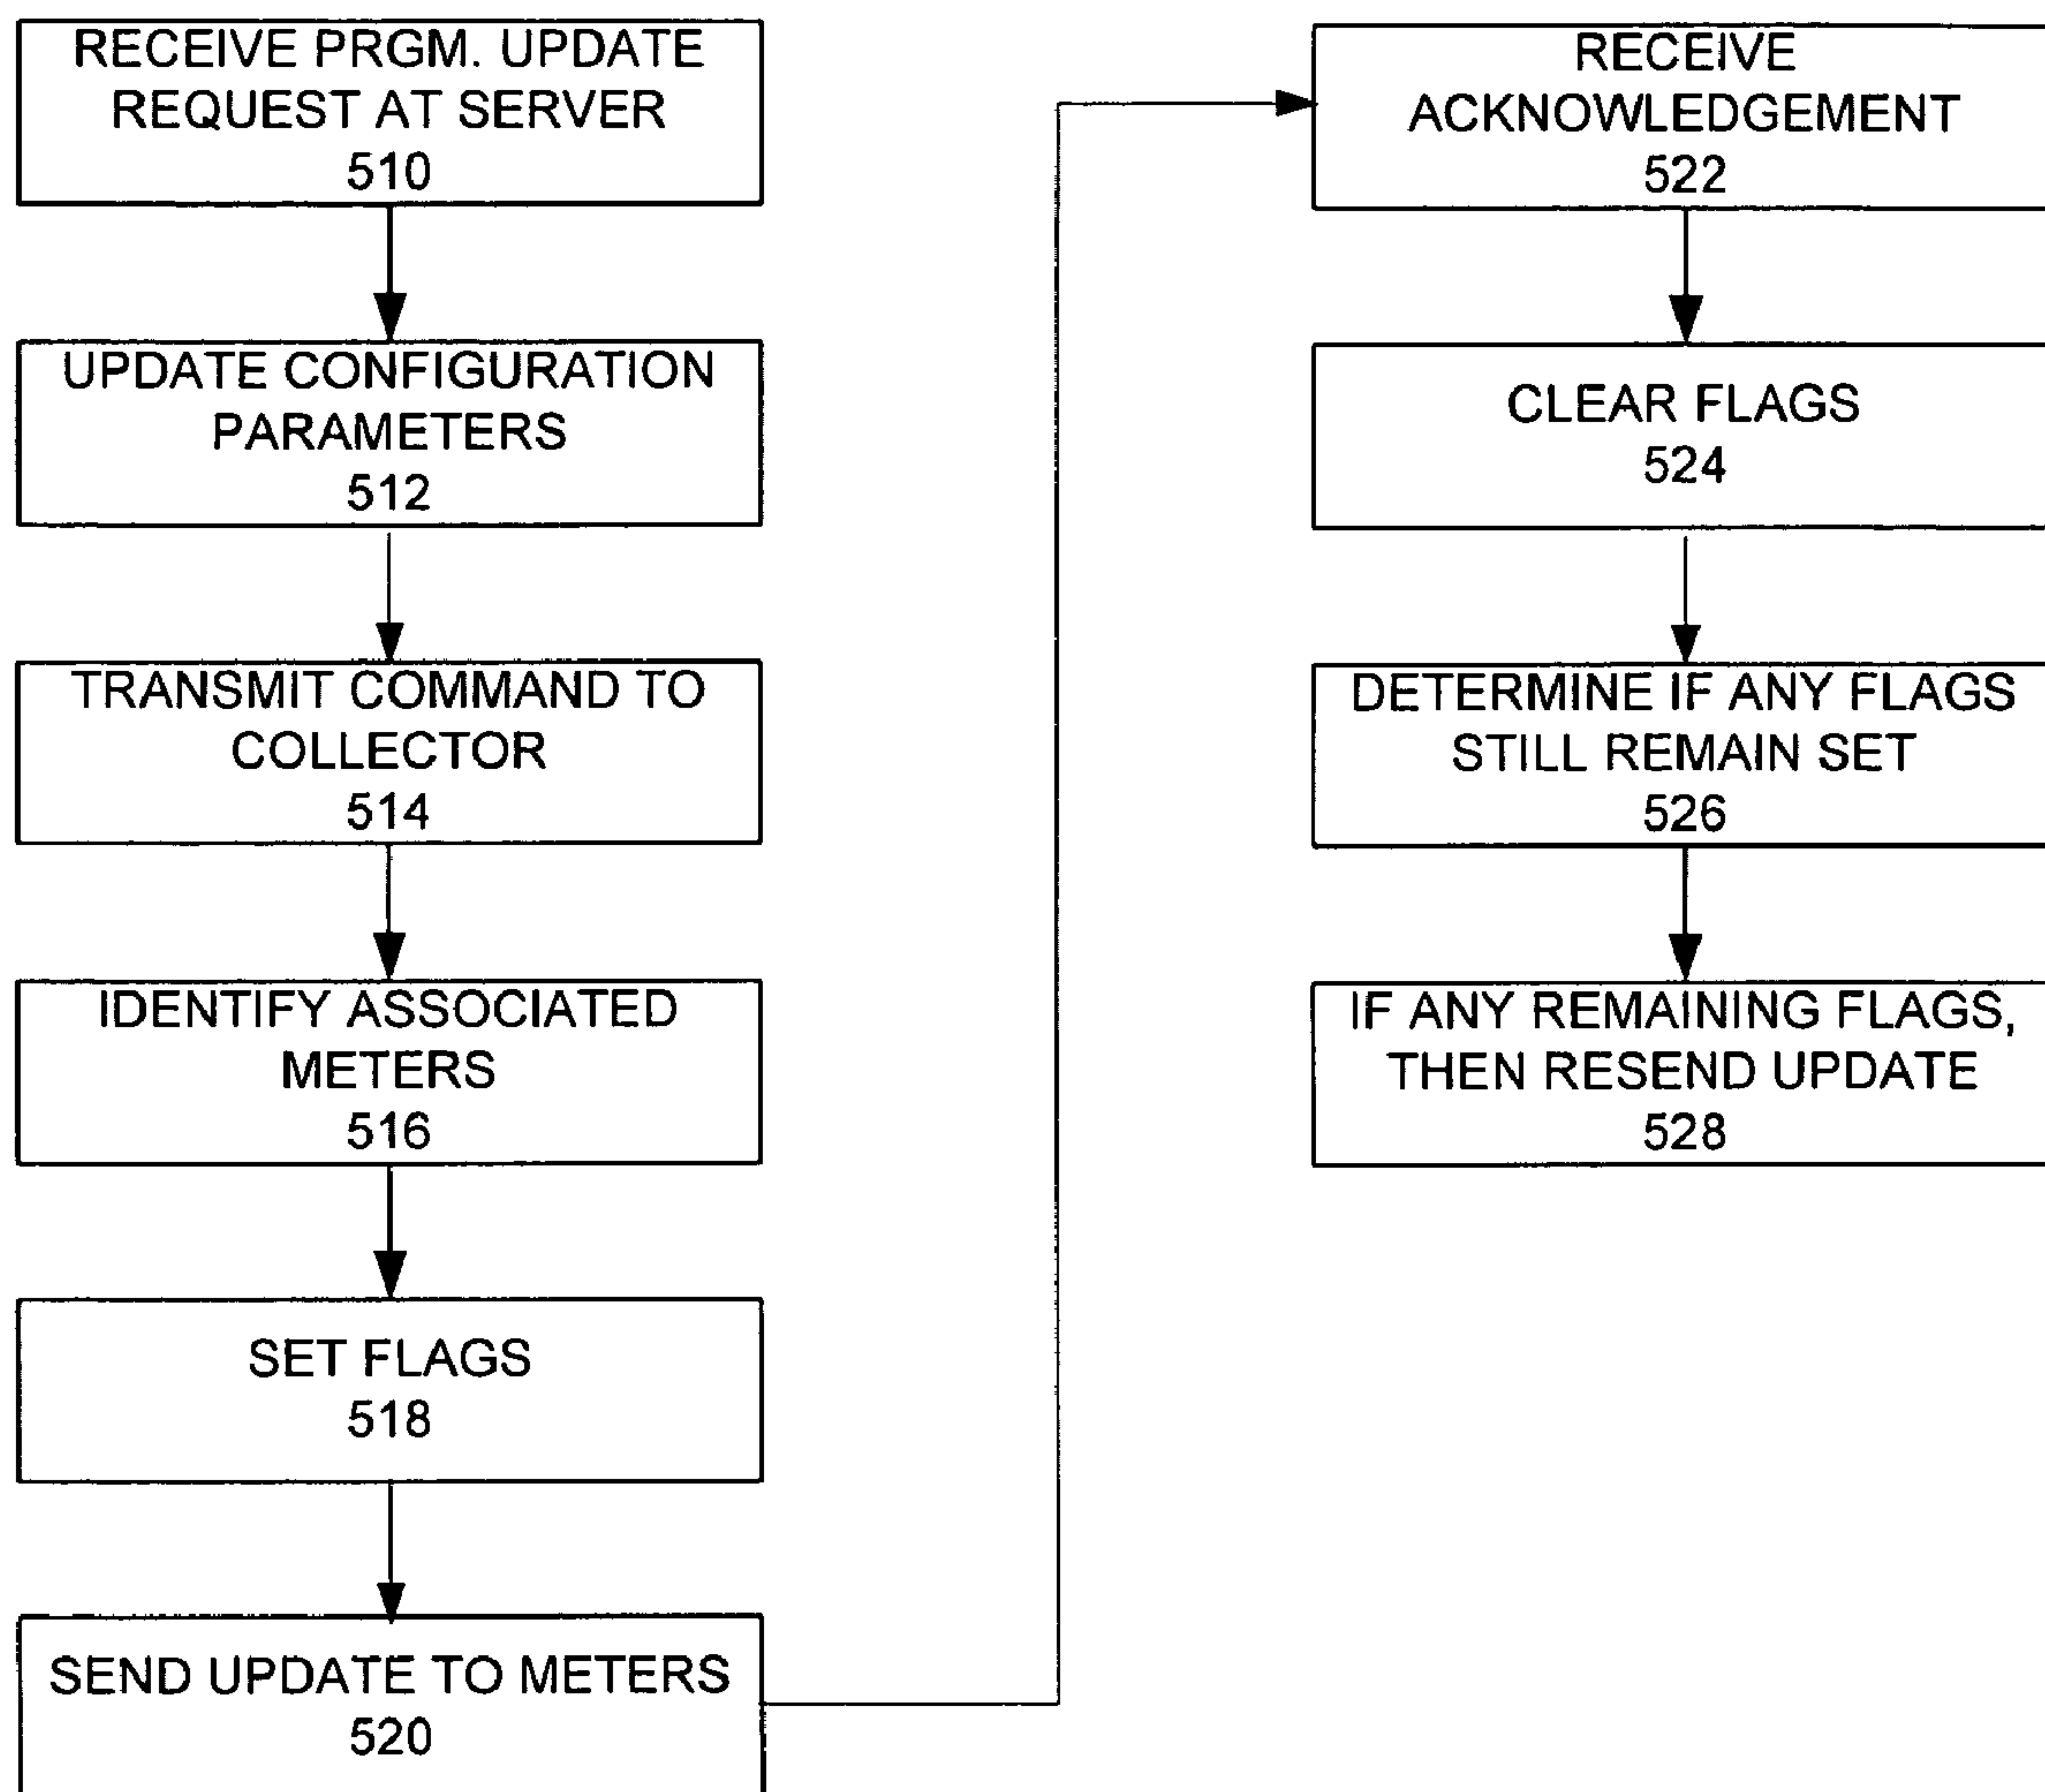 RECEIVE PRGM. UPDATE
REQUEST AT SERVER
510
UPDATE CONFIGURATION
PARAMETERS
512
TRANSMIT COMMAND TO
COLLECTOR
514
IDENTIFY ASSOCIATED
METERS
516
SET FLAGS
518
SEND UPDATE TO METERS
520
RECEIVE
ACKNOWLEDGEMENT
522
CLEAR FLAGS
524
DETERMINE IF ANY FLAGS
STILL REMAIN SET
526
IF ANY REMAINING FLAGS,
THEN RESEND UPDATE
528